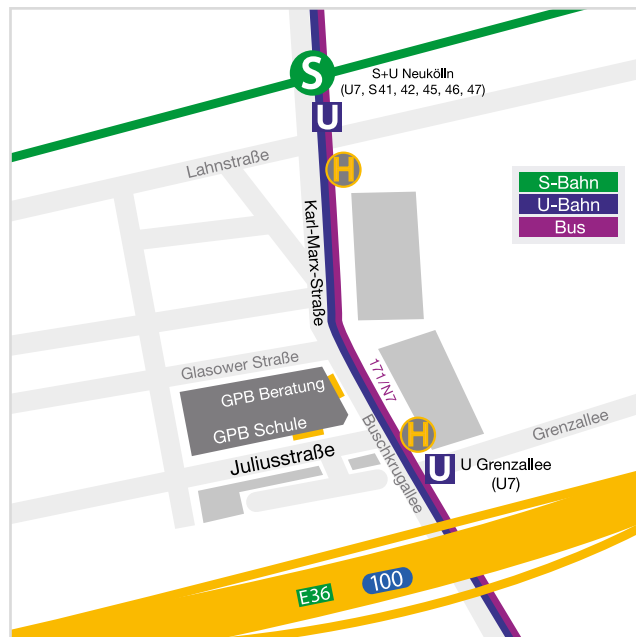 S
S+U Neukölln
(U7, S41, 42, 45, 46, 47)
U
Lahnstraße
H
S-Bahn
U-Bahn
Bus
Karl-Marx-Straße
Glasower Straße
171/N7
GPB Beratung
GPB Schule
Buschkrugallee
H
Grenzallee
Juliusstraße
U
U Grenzallee
(U7)
E36
100